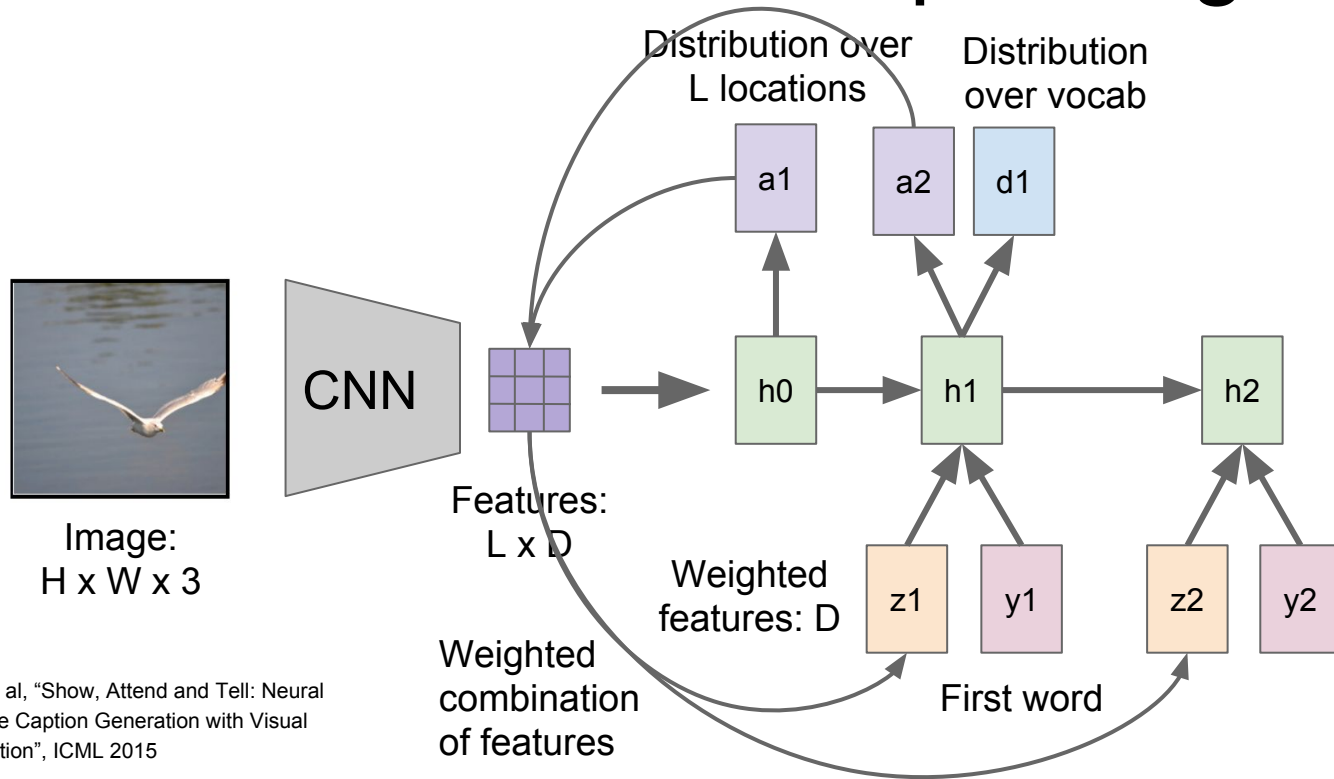 Distribution over
L locations
Distribution
over vocab
a1
a2
d1
CNN
h0
h1
h2
Image:
H x W x 3
Features:
L x D
Weighted
features: D
z1
y1
z2
y2
Weighted
combination
of features
First word
al, “Show, Attend and Tell: Neural
Caption Generation with Visual
ICML 2015